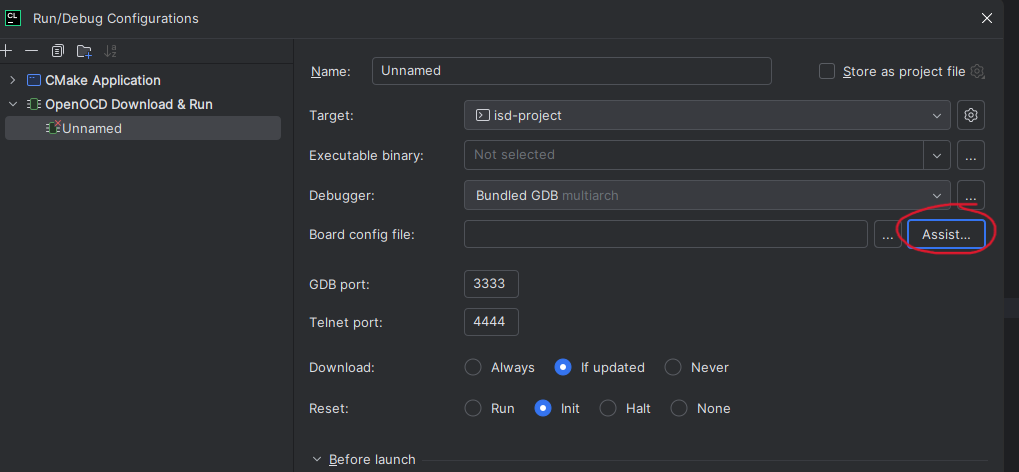 CL
Run/Debug Configurations
CMake Application
OpenOCD Download & Run
Unnamed
Name: Unnamed Store as project file
Target: isd-project
Executable binary: Not selected ...
Debugger: Bundled GDB multiarch ...
Board config file: ... Assist...
GDB port: 3333
Telnet port: 4444
Download: Always If updated Never
Reset: Run Init Halt None
Before launch